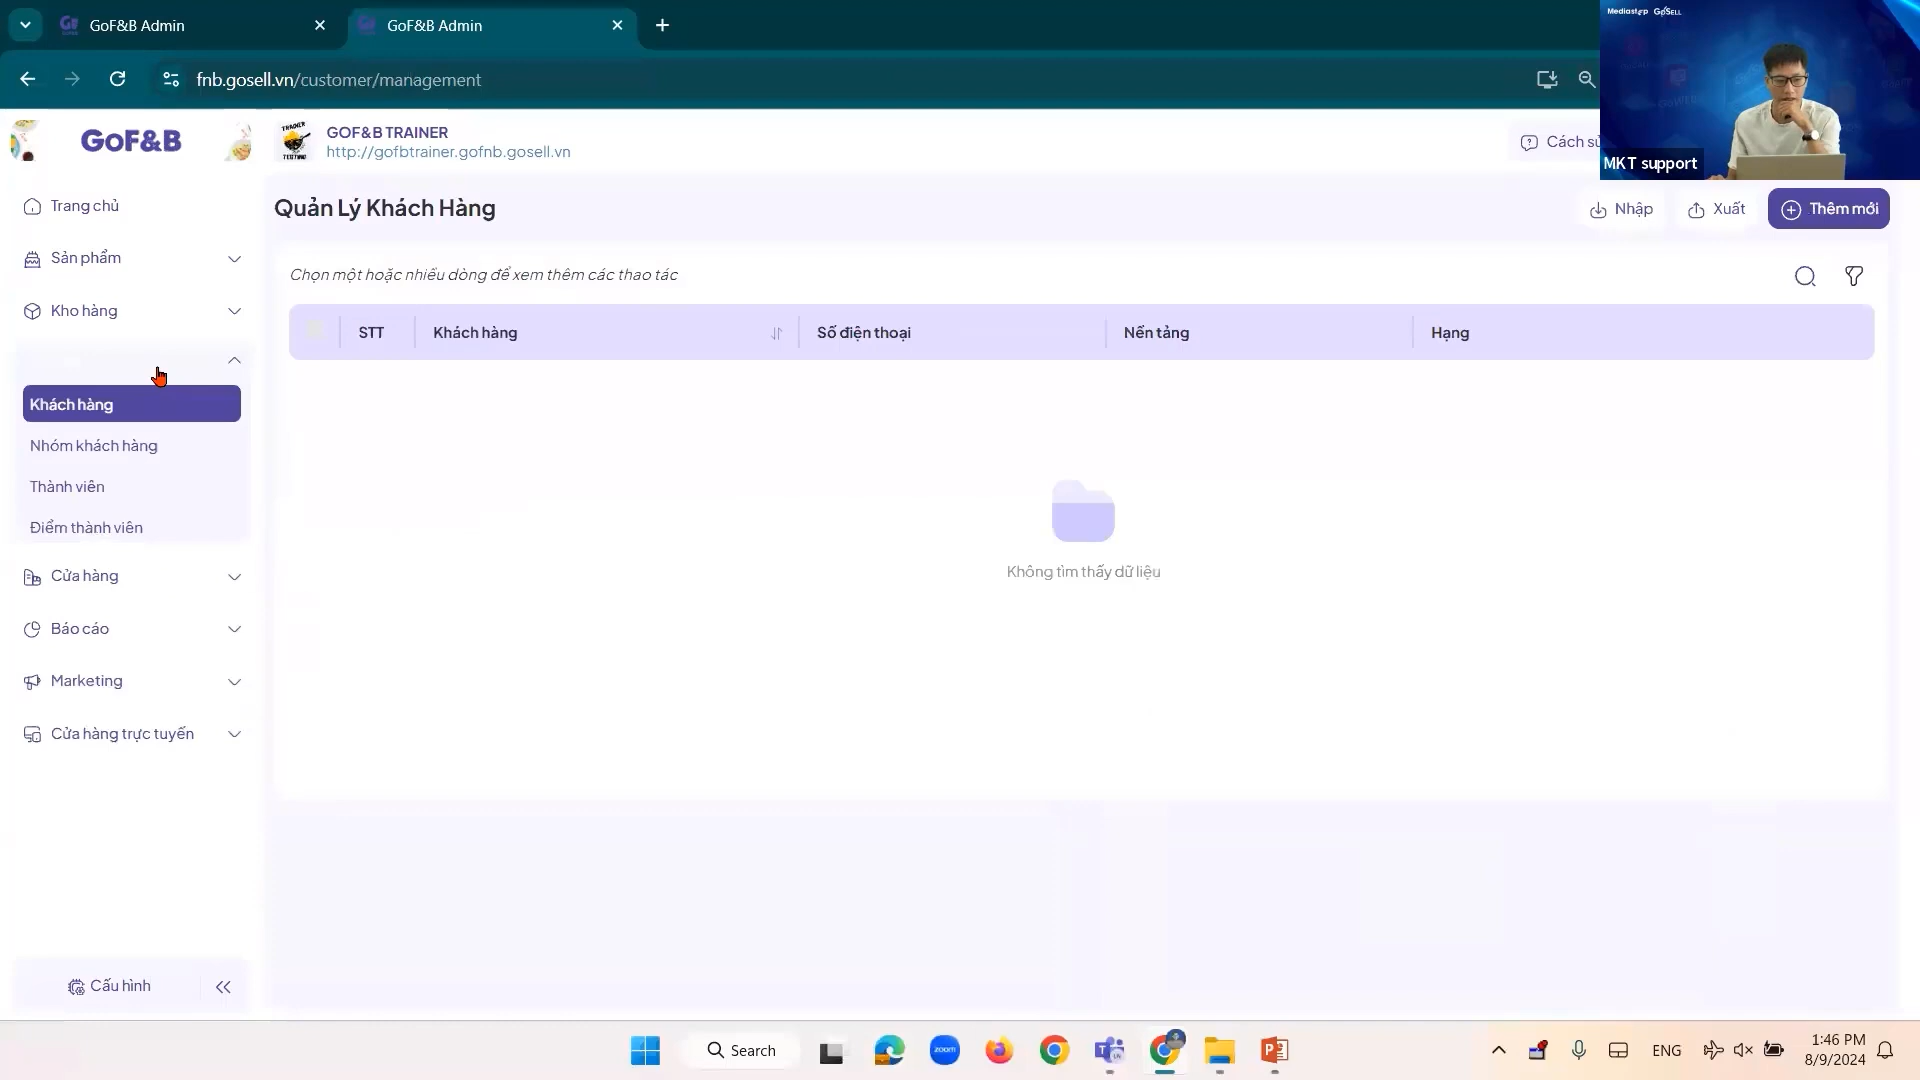 GoF&B Admin
GoF&B Admin
fnb.gosell.vn/customer/management
Mediastep GoSELL
MKT support
GoF&B
GOF&B TRAINER
http://gofbtrainer.gofnb.gosell.vn
Cách
Trang chủ
Sản phẩm
Kho hàng
Khách hàng
Nhóm khách hàng
Thành viên
Điểm thành viên
Cửa hàng
Báo cáo
Marketing
Cửa hàng trực tuyến
Cấu hình
Quản Lý Khách Hàng
Nhập
Xuất
Thêm mới
Chọn một hoặc nhiều dòng để xem thêm các thao tác
STT
Khách hàng
Số điện thoại
Nền tảng
Hạng
Không tìm thấy dữ liệu
Search
zoom
ENG
1:46 PM
8/9/2024